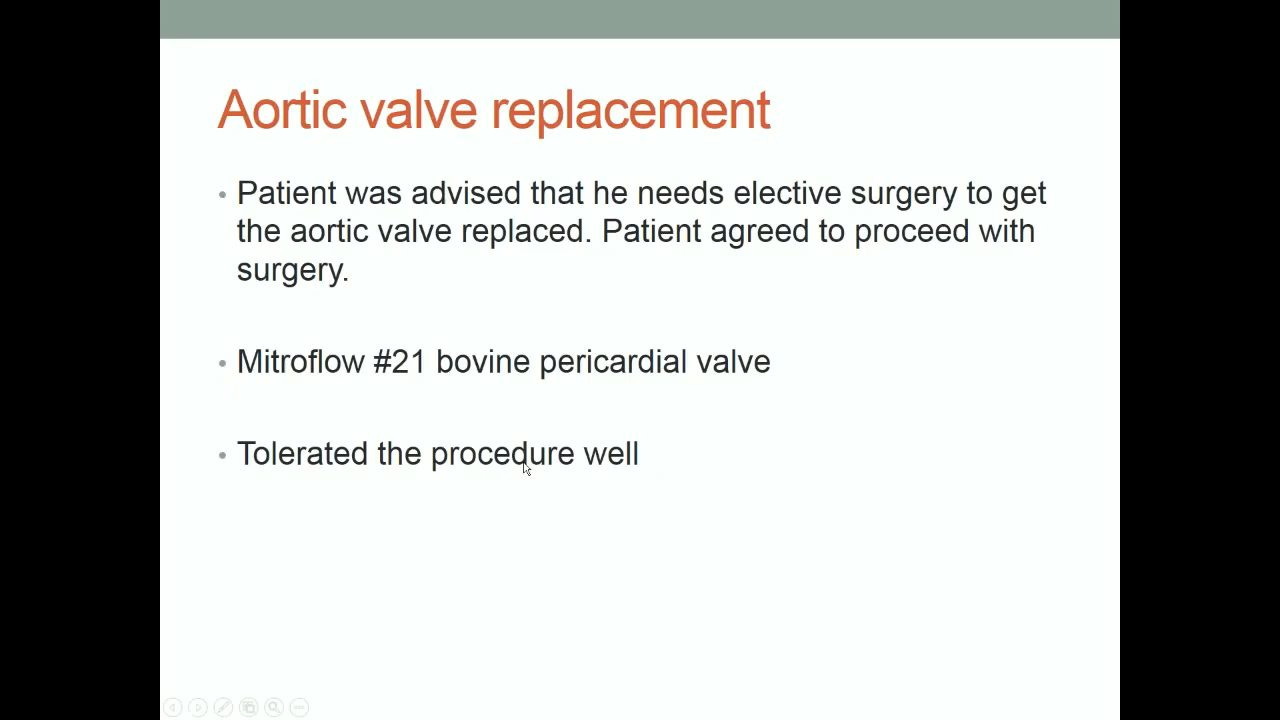 Aortic valve replacement
• Patient was advised that he needs elective surgery to get
the aortic valve replaced. Patient agreed to proceed with
surgery.
• Mitroflow #21 bovine pericardial valve
• Tolerated the procedure well